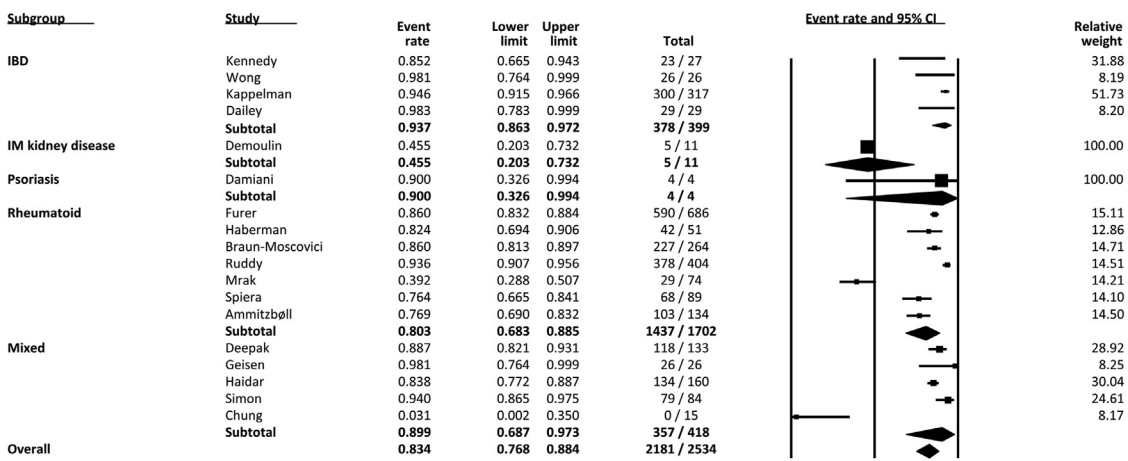 Subgroup Study Event rate Lower limit Upper limit Total Event rate and 95% CI Relative weight
IBD Kennedy 0.852 0.665 0.943 23 / 27 31.88
Wong 0.981 0.764 0.999 26 / 26 8.19
Kappelman 0.946 0.915 0.966 300 / 317 51.73
Dailey 0.983 0.783 0.999 29 / 29 8.20
Subtotal 0.937 0.863 0.972 378 / 399
IM kidney disease Demoulin 0.455 0.203 0.732 5 / 11 100.00
Subtotal 0.455 0.203 0.732 5 / 11
Psoriasis Damiani 0.900 0.326 0.994 4 / 4 100.00
Subtotal 0.900 0.326 0.994 4 / 4
Rheumatoid Furer 0.860 0.832 0.884 590 / 686 15.11
Haberman 0.824 0.694 0.906 42 / 51 12.86
Braun-Moscovici 0.860 0.813 0.897 227 / 264 14.71
Ruddy 0.936 0.907 0.956 378 / 404 14.51
Mrak 0.392 0.288 0.507 29 / 74 14.21
Spiera 0.764 0.665 0.841 68 / 89 14.10
Ammitzbøll 0.769 0.690 0.832 103 / 134 14.50
Subtotal 0.803 0.683 0.885 1437 / 1702
Mixed Deepak 0.887 0.821 0.931 118 / 133 28.92
Geisen 0.981 0.764 0.999 26 / 26 8.25
Haidar 0.838 0.772 0.887 134 / 160 30.04
Simon 0.940 0.865 0.975 79 / 84 24.61
Chung 0.031 0.002 0.350 0 / 15 8.17
Subtotal 0.899 0.687 0.973 357 / 418
Overall 0.834 0.768 0.884 2181 / 2534